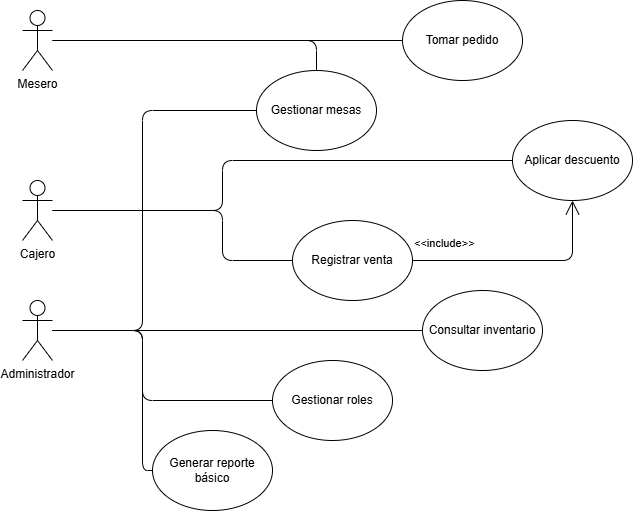 Tomar pedido
Mesero
Gestionar mesas
Aplicar descuento
Cajero
<<include>>
Registrar venta
Consultar inventario
Administrador
Gestionar roles
Generar reporte
básico